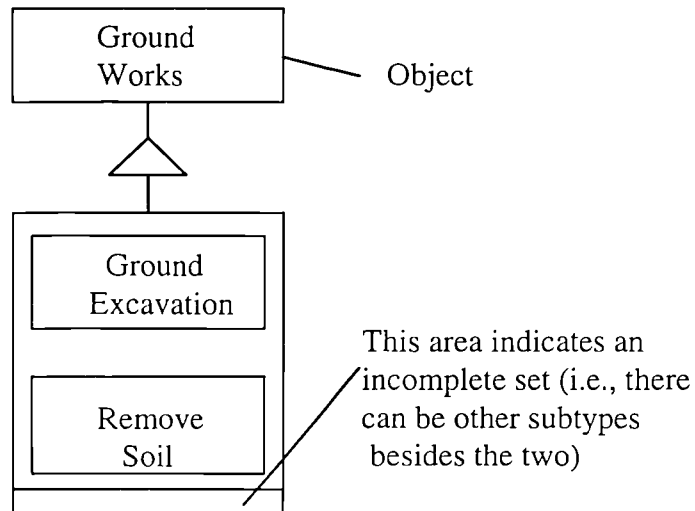 Ground
Works
Object
Ground
Excavation
This area indicates an
incomplete set (i.e., there
can be other subtypes
besides the two)
Remove
Soil